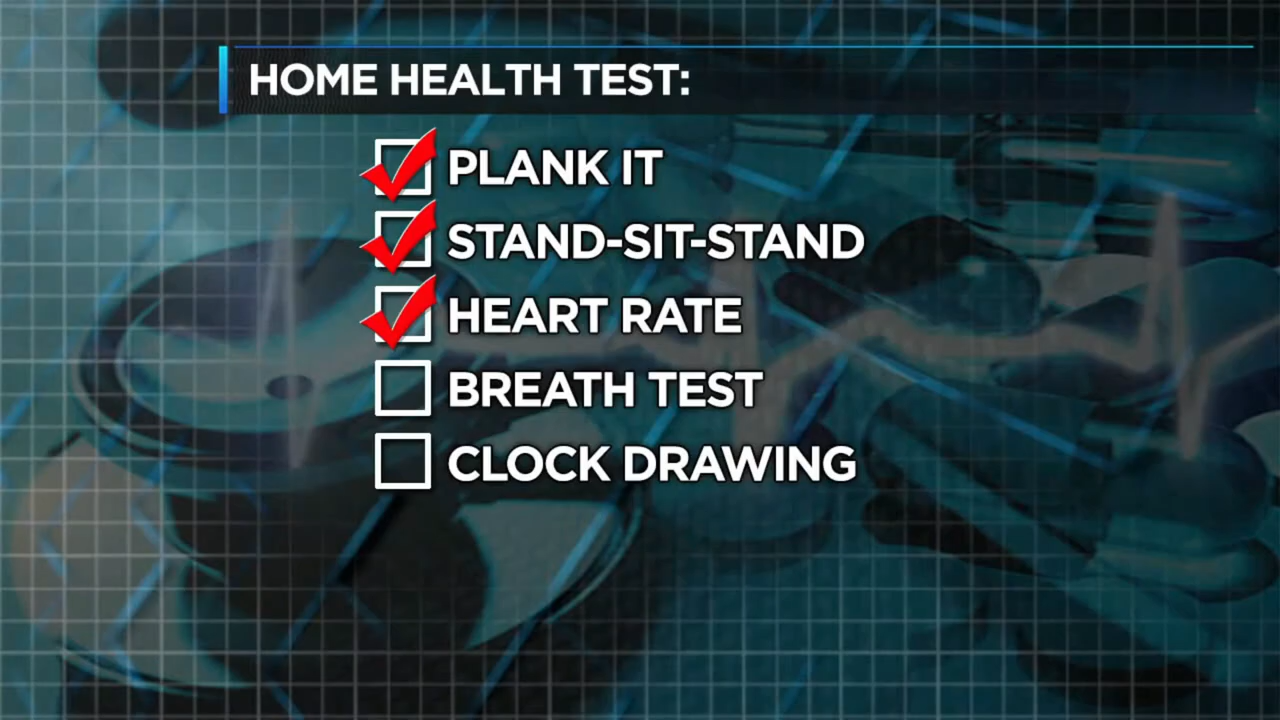 HOME HEALTH TEST:
PLANK IT
STAND-SIT-STAND
HEART RATE
BREATH TEST
CLOCK DRAWING